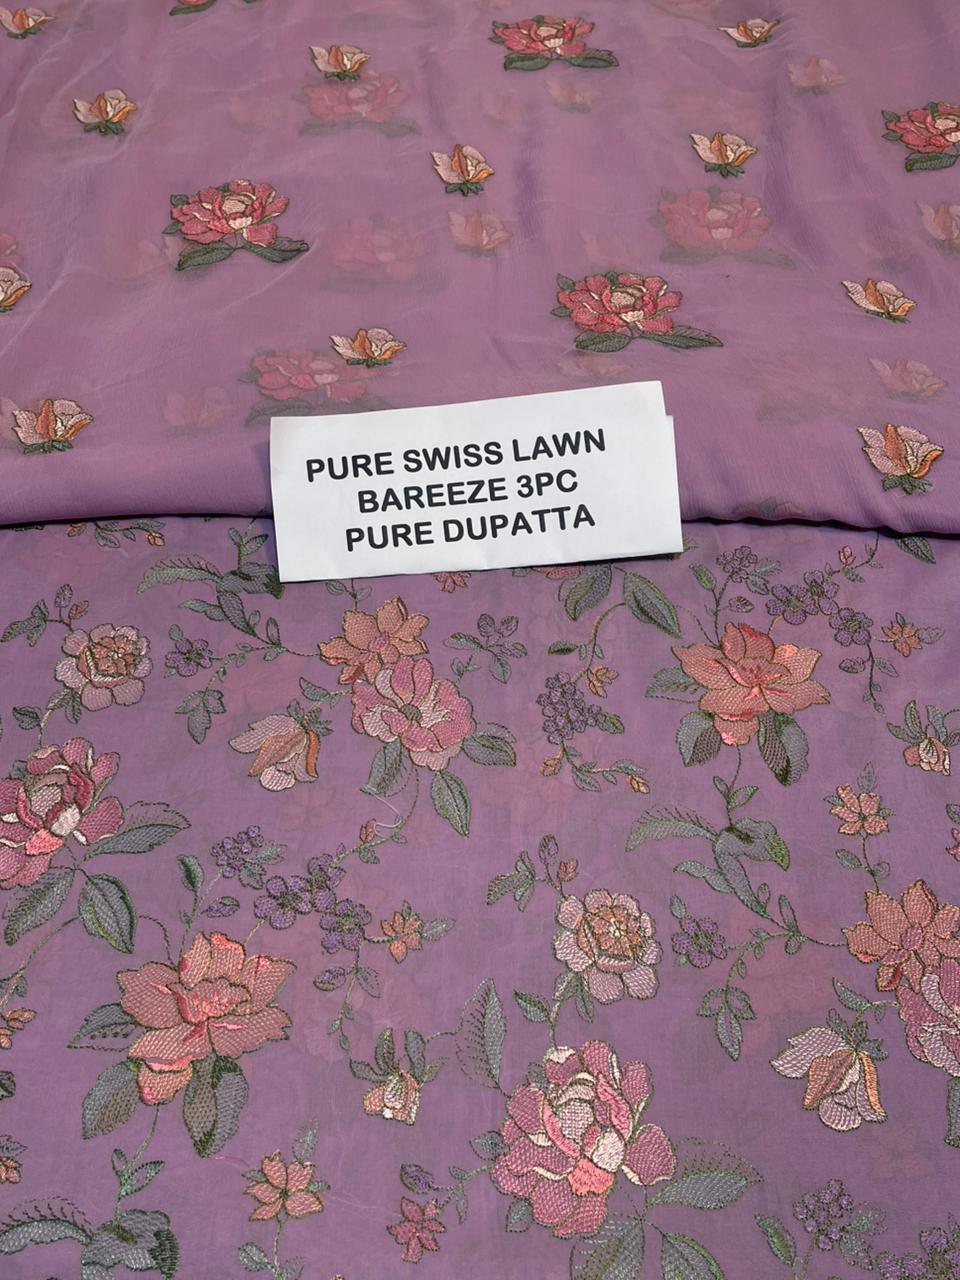 PURE SWISS LAWN
BAREEZE 3PC
PURE DUPATTA